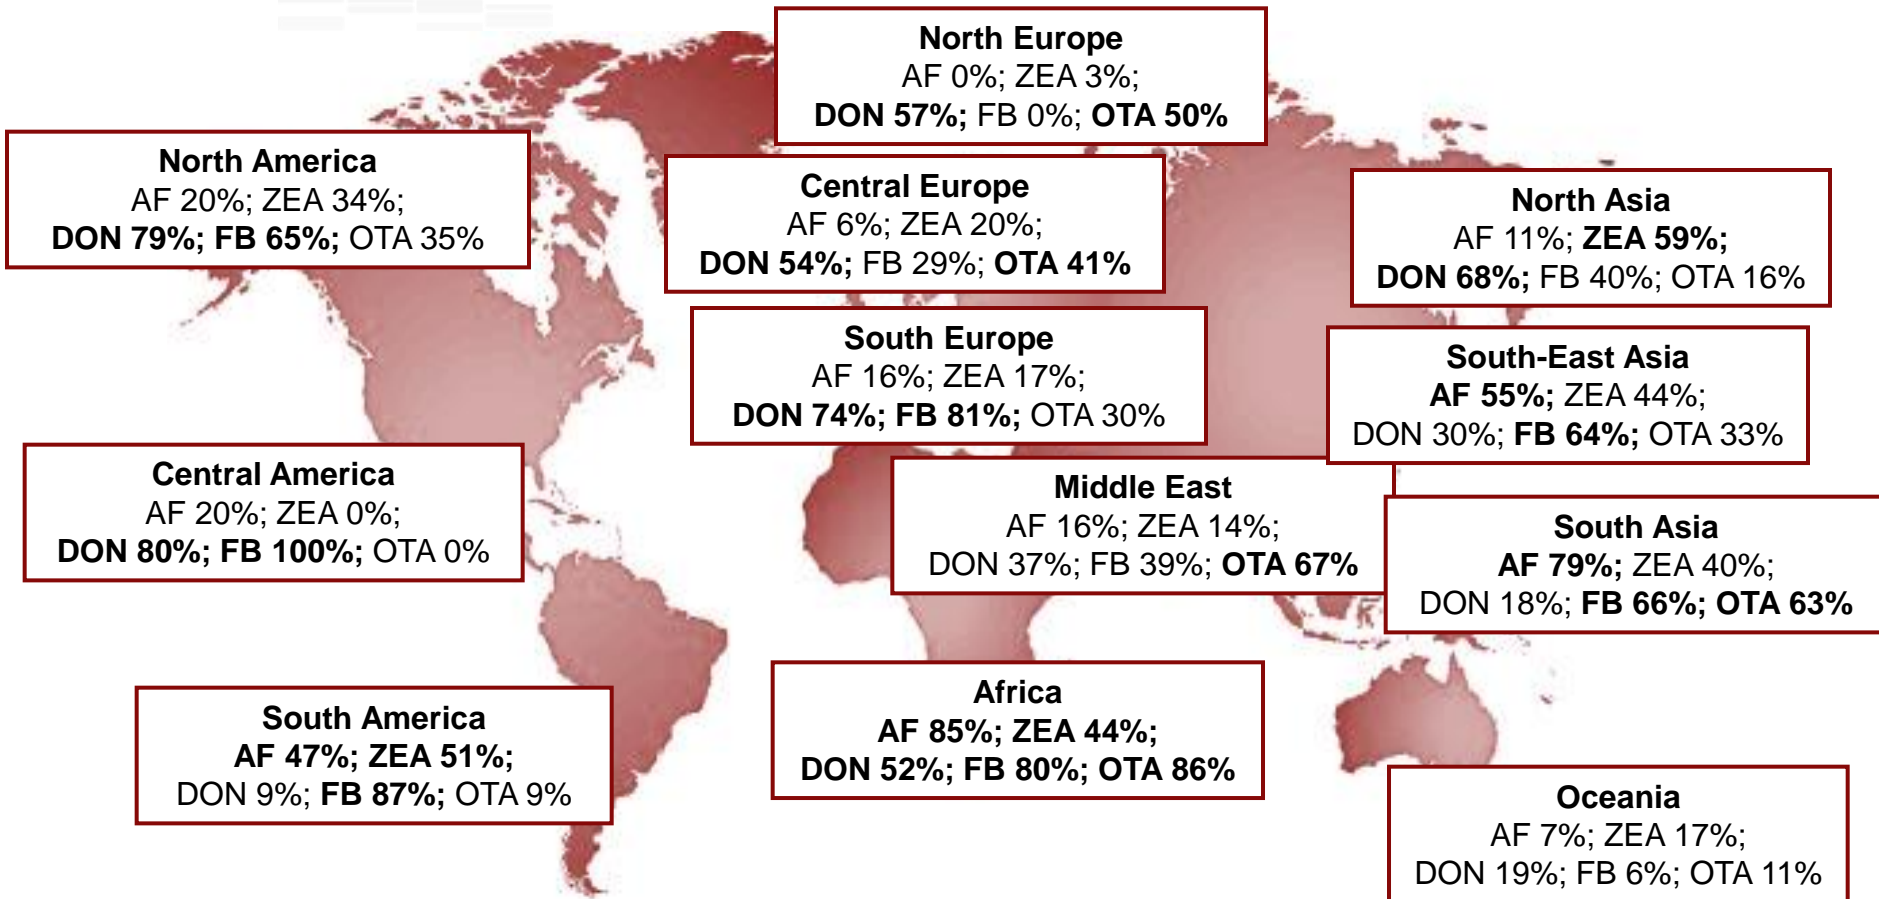 North Europe
AF 0%; ZEA 3%;
DON 57%; FB 0%; OTA 50%
North America
AF 20%; ZEA 34%;
DON 79%; FB 65%; OTA 35%
Central Europe
AF 6%; ZEA 20%;
DON 54%; FB 29%; OTA 41%
North Asia
AF 11%; ZEA 59%;
DON 68%; FB 40%; OTA 16%
South Europe
AF 16%; ZEA 17%;
DON 74%; FB 81%; OTA 30%
South-East Asia
AF 55%; ZEA 44%;
DON 30%; FB 64%; OTA 33%
Central America
AF 20%; ZEA 0%;
DON 80%; FB 100%; OTA 0%
Middle East
AF 16%; ZEA 14%;
DON 37%; FB 39%; OTA 67%
South Asia
AF 79%; ZEA 40%;
DON 18%; FB 66%; OTA 63%
South America
AF 47%; ZEA 51%;
DON 9%; FB 87%; OTA 9%
Africa
AF 85%; ZEA 44%;
DON 52%; FB 80%; OTA 86%
Oceania
AF 7%; ZEA 17%;
DON 19%; FB 6%; OTA 11%